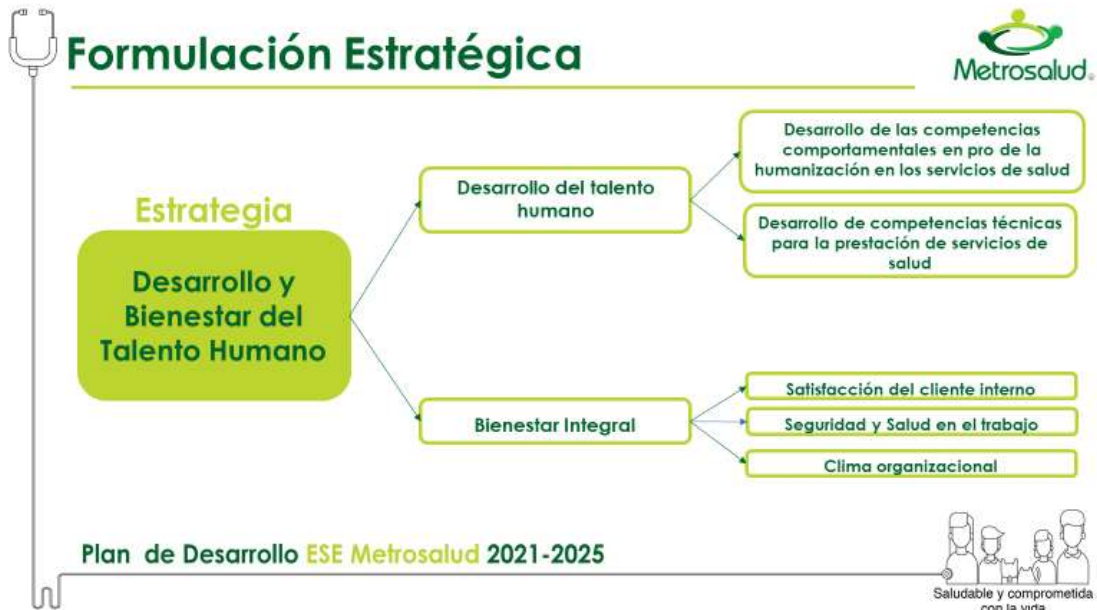 Formulación Estratégica
Metrosalud
Estrategia
Desarrollo y
Bienestar del
Talento Humano
Desarrollo del talento
humano
Desarrollo de las competencias
comportamentales en pro de la
humanización en los servicios de salud
Desarrollo de competencias técnicas
para la prestación de servicios de
salud
Bienestar Integral
Satisfacción del cliente interno
Seguridad y Salud en el trabajo
Clima organizacional
Plan de Desarrollo ESE Metrosalud 2021-2025
Saludable y comprometida
con la vida